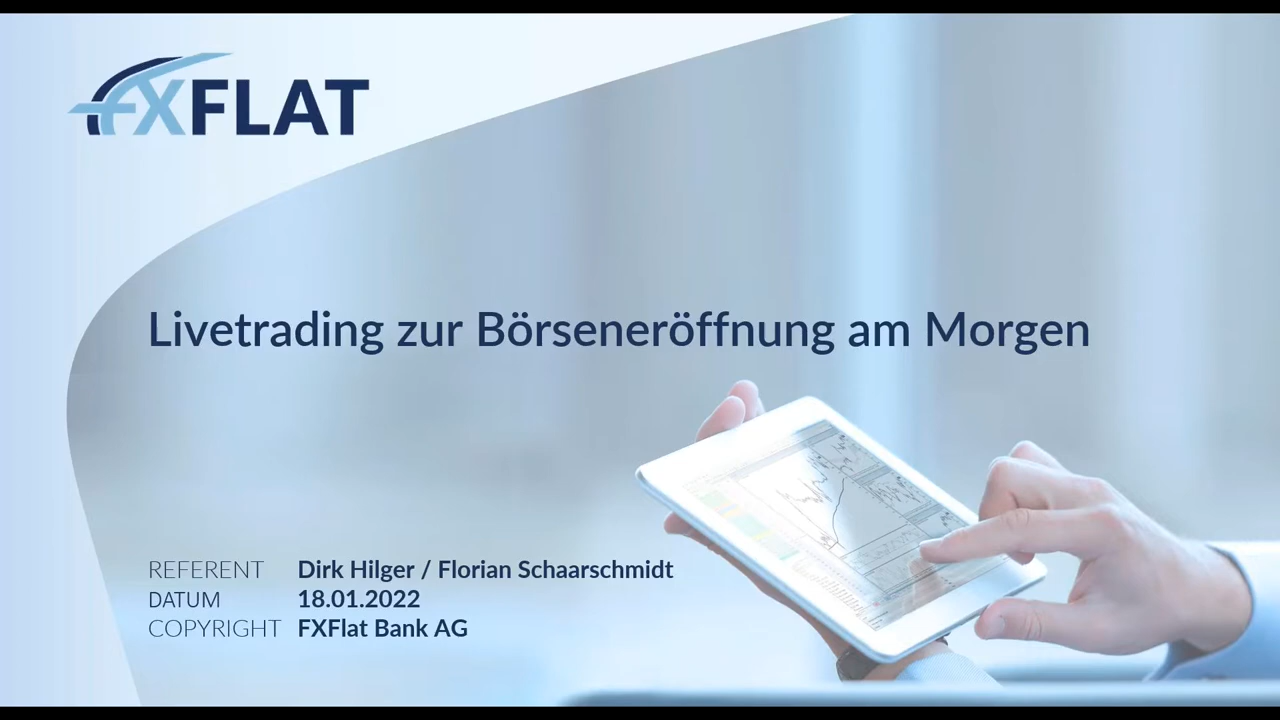 FXFLAT
Livetrading zur Börseneröffnung am Morgen
REFERENT Dirk Hilger / Florian Schaarschmidt
DATUM 18.01.2022
COPYRIGHT FXFlat Bank AG